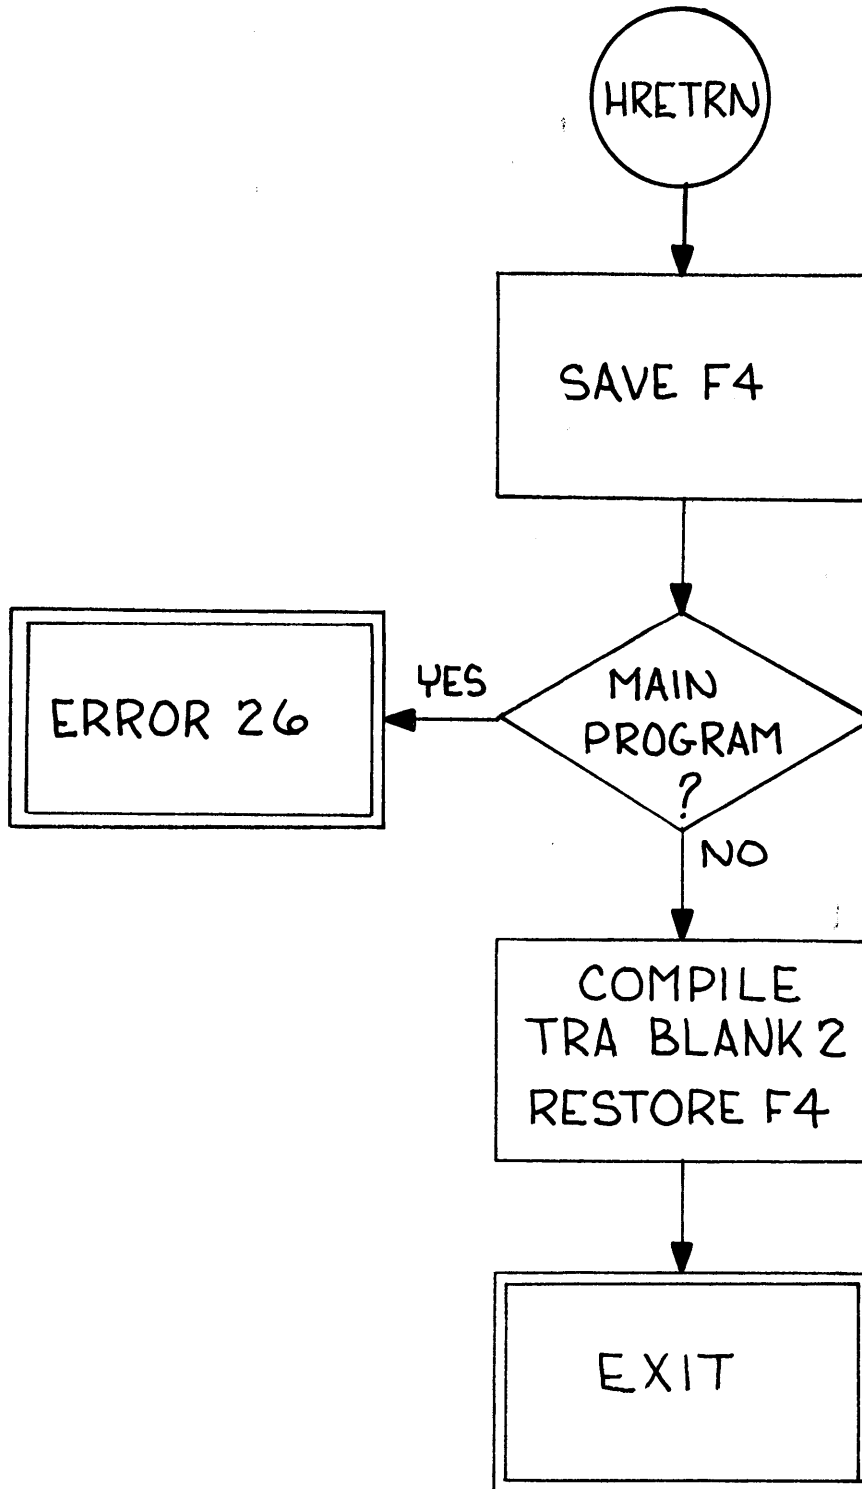 HRETRN
SAVE F4
YES
MAIN
PROGRAM
?
ERROR 26
NO
COMPILE
TRA BLANK 2
RESTORE F4
EXIT